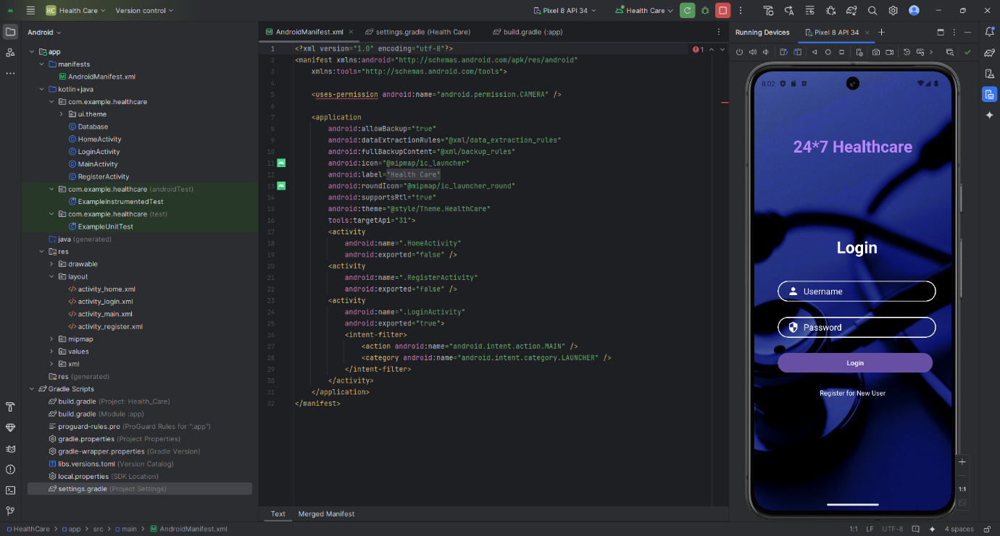 HC Health Care Version control Pixel 8 API 34 Health Care
Android
app
manifests
AndroidManifest.xml
kotlin+java
com.example.healthcare
ui.theme
Database
HomeActivity
LoginActivity
MainActivity
RegisterActivity
com.example.healthcare (androidTest)
ExampleInstrumentedTest
com.example.healthcare (test)
ExampleUnitTest
java (generated)
res
drawable
layout
activity_home.xml
activity_login.xml
activity_main.xml
activity_register.xml
mipmap
values
xml
res (generated)
Gradle Scripts
build.gradle (Project: Health_Care)
build.gradle (Module :app)
proguard-rules.pro (ProGuard Rules for ":app")
gradle.properties (Project Properties)
gradle-wrapper.properties (Gradle Version)
libs.versions.toml (Version Catalog)
local.properties (SDK Location)
settings.gradle (Project Settings)
AndroidManifest.xml settings.gradle (Health Care) build.gradle (:app)
1 <?xml version="1.0" encoding="utf-8"?> 1
2 <manifest xmlns:android="http://schemas.android.com/apk/res/android"
3 xmlns:tools="http://schemas.android.com/tools">
4
5 <uses-permission android:name="android.permission.CAMERA" />
6
7 <application
8 android:allowBackup="true"
9 android:dataExtractionRules="@xml/data_extraction_rules"
10 android:fullBackupContent="@xml/backup_rules"
11 android:icon="@mipmap/ic_launcher"
12 android:label="Health Care"
13 android:roundIcon="@mipmap/ic_launcher_round"
14 android:supportsRtl="true"
15 android:theme="@style/Theme.HealthCare"
16 tools:targetApi="31">
17 <activity
18 android:name=".HomeActivity"
19 android:exported="false" />
20 <activity
21 android:name=".RegisterActivity"
22 android:exported="false" />
23 <activity
24 android:name=".LoginActivity"
25 android:exported="true">
26 <intent-filter>
27 <action android:name="android.intent.action.MAIN" />
28 <category android:name="android.intent.category.LAUNCHER" />
29 </intent-filter>
30 </activity>
31 </application>
32 </manifest>
Text Merged Manifest
Running Devices Pixel 8 API 34
8:02
24*7 Healthcare
Login
Username
Password
Login
Register for New User
1:1
HealthCare > app > src > main > AndroidManifest.xml
1:1 LF UTF-8 4 spaces